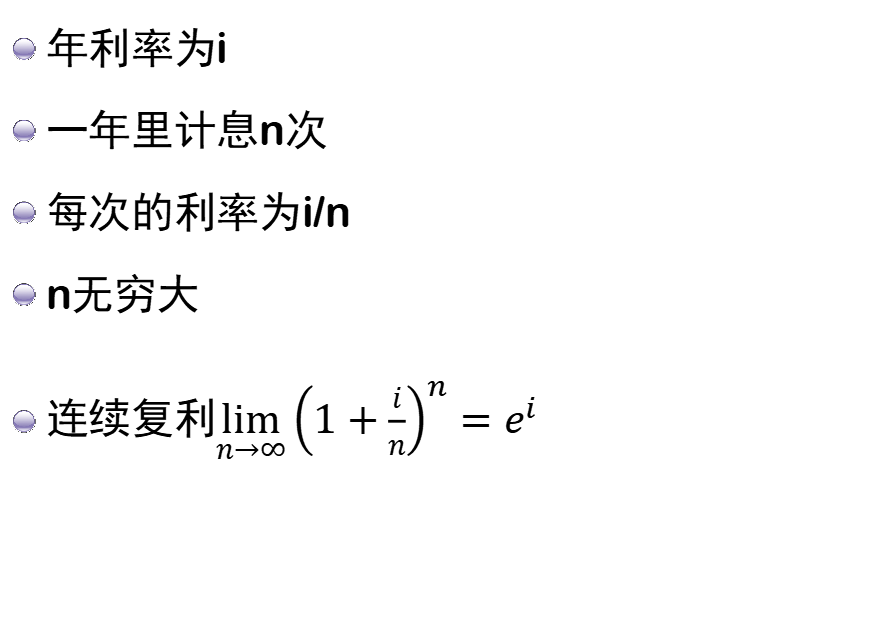 年利率为i
一年里计息n次
每次的利率为i/n
n无穷大
连续复利 lim_{n→∞} (1 + i/n)^n = e^i